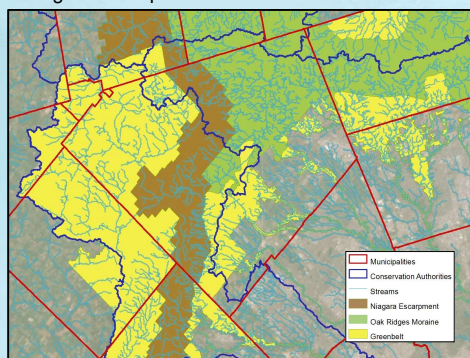 Municipalities
Conservation Authorities
Streams
Niagara Escarpment
Oak Ridges Moraine
Greenbelt